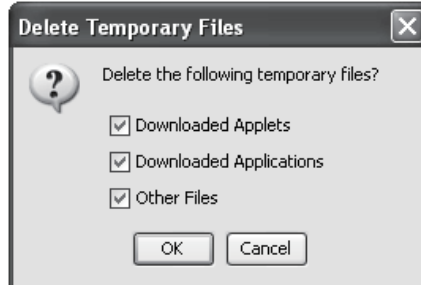 Delete Temporary Files
Delete the following temporary files?
Downloaded Applets
Downloaded Applications
Other Files
OK Cancel